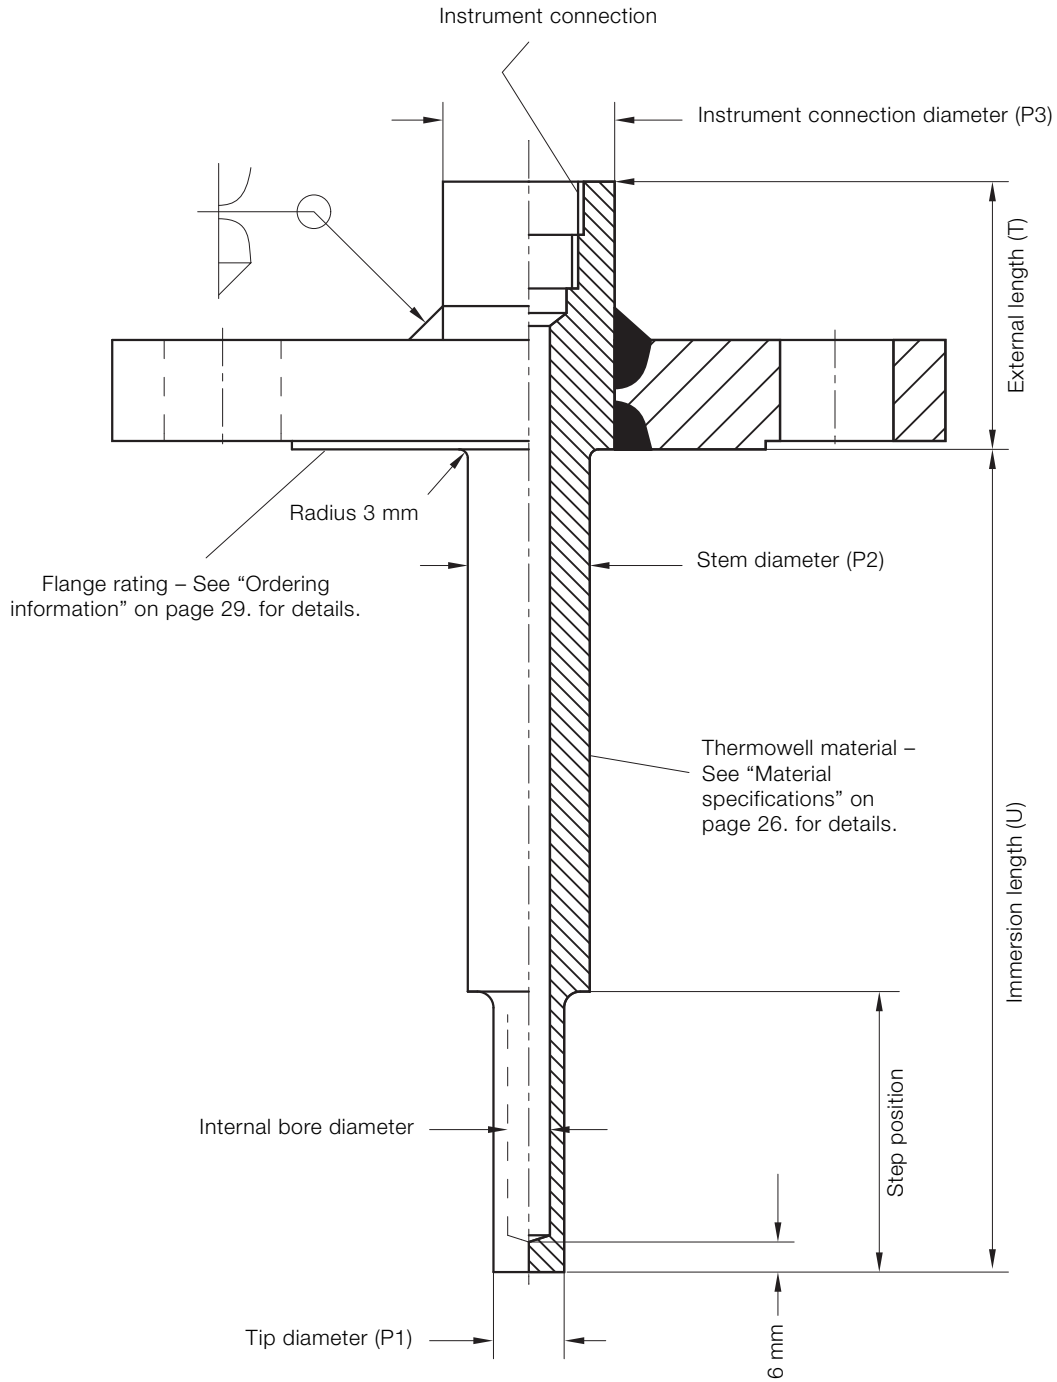 Instrument connection
Instrument connection diameter (P3)
External length (T)
Radius 3 mm
Flange rating – See “Ordering
information” on page 29. for details.
Stem diameter (P2)
Thermowell material –
See “Material
specifications” on
page 26. for details.
Immersion length (U)
Step position
Internal bore diameter
Tip diameter (P1)
6 mm